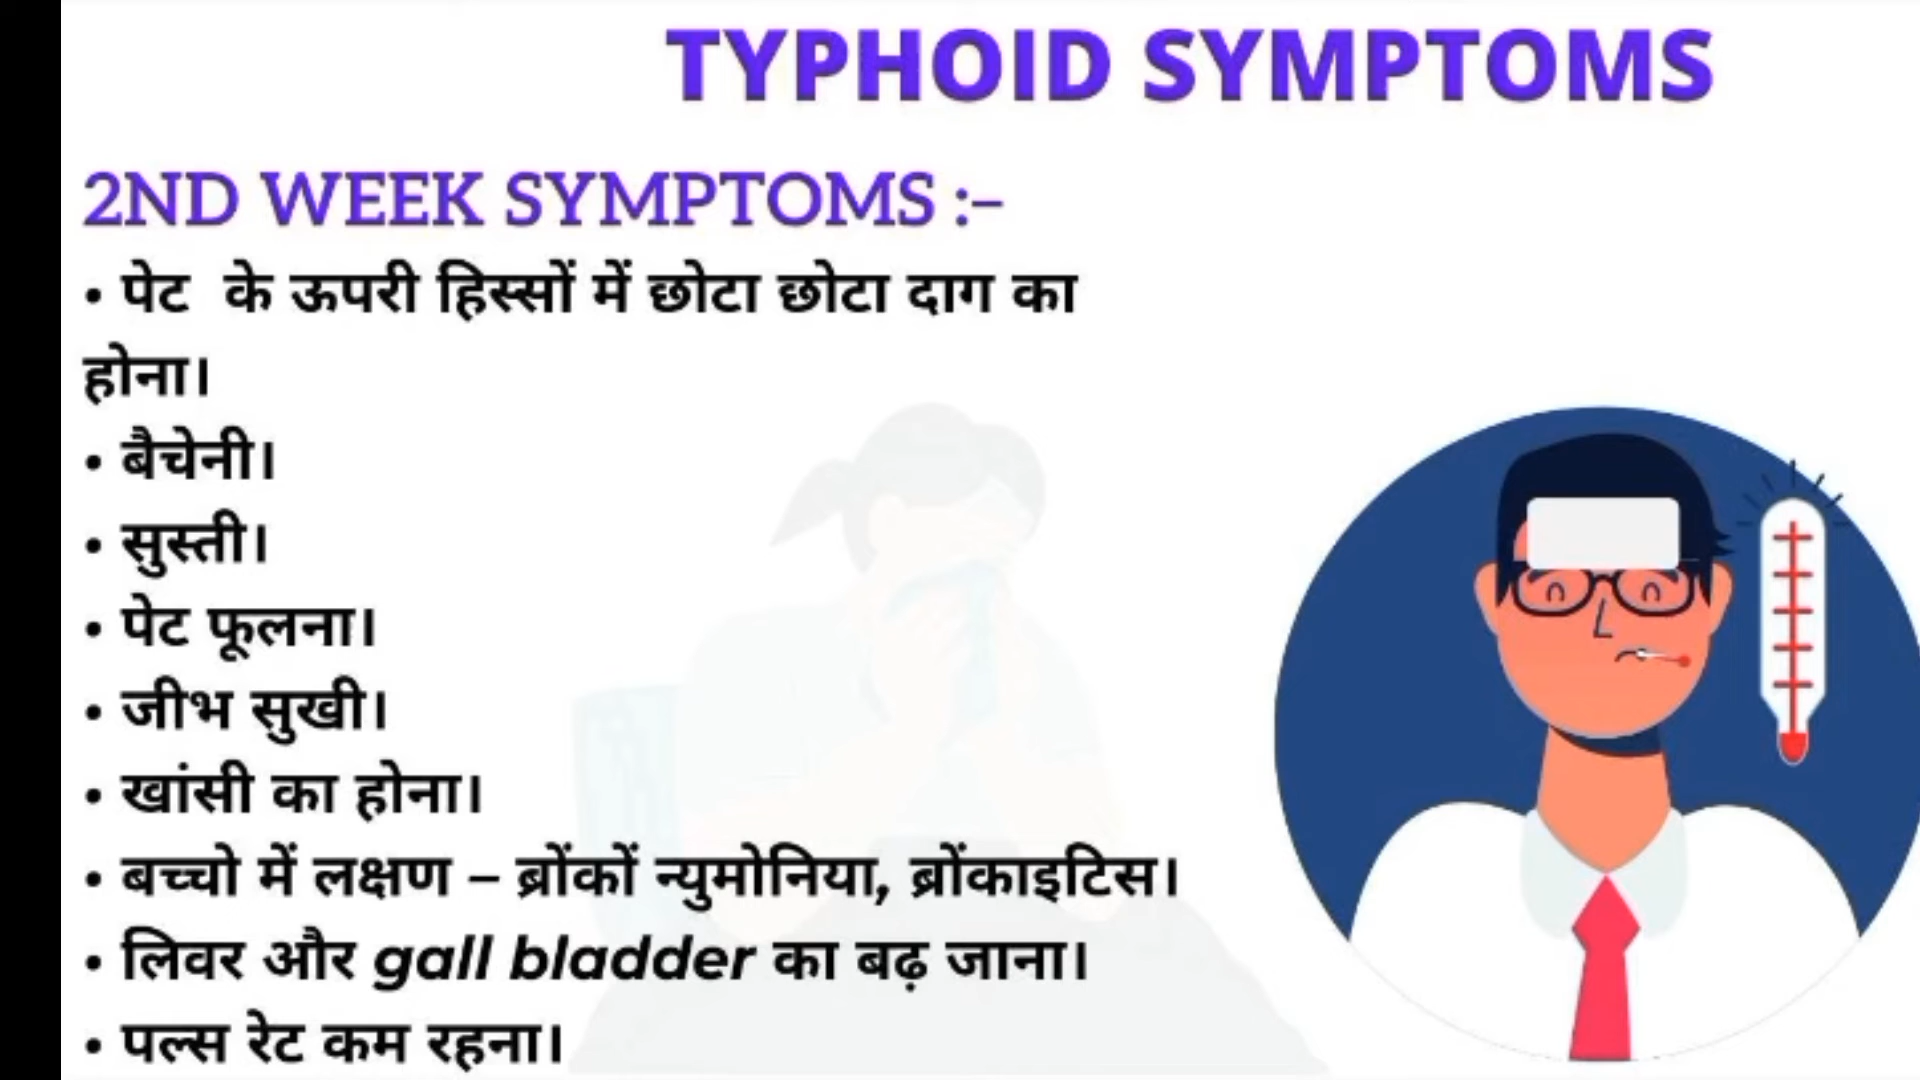 TYPHOID SYMPTOMS
2ND WEEK SYMPTOMS :–
• पेट के ऊपरी हिस्सों में छोटा छोटा दाग का
होना।
• बैचेनी।
• सुस्ती।
• पेट फूलना।
• जीभ सुखी।
• खांसी का होना।
• बच्चो में लक्षण – ब्रोंकों न्युमोनिया, ब्रोंकाइटिस।
• लिवर और gall bladder का बढ़ जाना।
• पल्स रेट कम रहना।